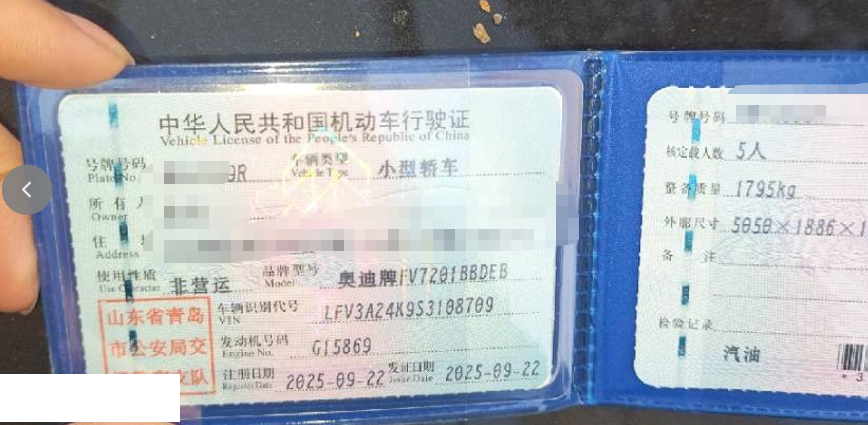 中华人民共和国机动车行驶证
Vehicle License of the People's Republic of China
号牌号码 9R 车辆类型 小型轿车
Plate No. Vehicle Type
所有人
Owner
住 址
Address
使用性质 非营运 品牌型号 奥迪牌FV7201BBDEB
Use Character Model
山东省青岛
市公安局交
支队
车辆识别代号 LFV3A24K9S3108709
VIN
发动机号码 G15869
Engine No.
注册日期 2025-09-22 发证日期 2025-09-22
Register Date Issue Date
号牌号码
核定载人数 5人
整备质量 1795kg
外廓尺寸 5050×1886×1
备 注
检验记录
汽油